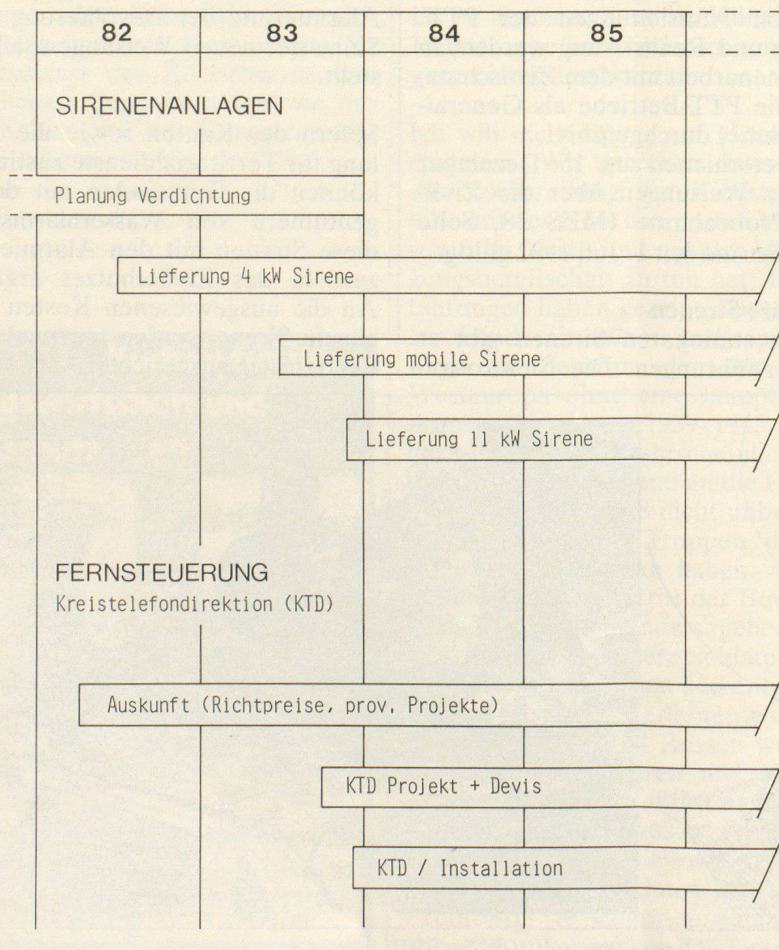 82 83 84 85
SIRENENANLAGEN
Planung Verdichtung
Lieferung 4 kW Sirene
Lieferung mobile Sirene
Lieferung 11 kW Sirene
FERNSTEUERUNG
Kreistelefondirektion (KTD)
Auskunft (Richtpreise, prov. Projekte)
KTD Projekt + Devis
KTD / Installation